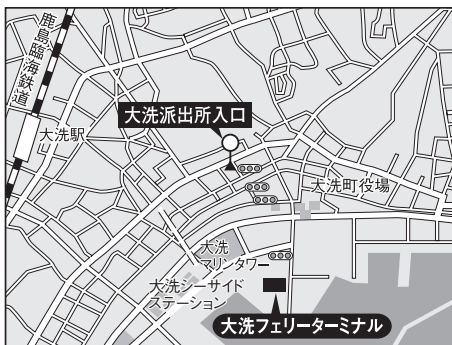 鹿島臨海鉄道
大洗派出所入口
大洗駅
大洗町役場
大洗
マリンタワー
大洗シーサイド
ステーション
大洗フェリーターミナル